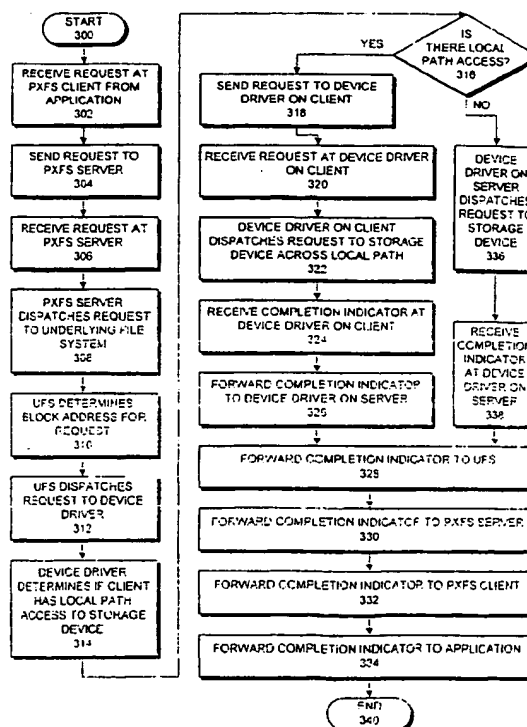 START
300
RECEIVE REQUEST AT
PXFS CLIENT FROM
APPLICATION
302
SEND REQUEST TO
PXFS SERVER
304
RECEIVE REQUEST AT
PXFS SERVER
306
PXFS SERVER
DISPATCHES REQUEST
TO UNDERLYING FILE
SYSTEM
308
UFS DETERMINES
BLOCK ADDRESS FOR
REQUEST
310
UFS DISPATCHES
REQUEST TO DEVICE
DRIVER
312
DEVICE DRIVER
DETERMINES IF CLIENT
HAS LOCAL PATH
ACCESS TO STORAGE
DEVICE
314
IS
THERE LOCAL
PATH ACCESS?
316
YES
NO
SEND REQUEST TO DEVICE
DRIVER ON CLIENT
318
RECEIVE REQUEST AT DEVICE DRIVER
ON CLIENT
320
DEVICE DRIVER ON CLIENT
DISPATCHES REQUEST TO STORAGE
DEVICE ACROSS LOCAL PATH
322
RECEIVE COMPLETION INDICATOR AT
DEVICE DRIVER ON CLIENT
324
FORWARD COMPLETION INDICATOR
TO DEVICE DRIVER ON SERVER
326
DEVICE
DRIVER ON
SERVER
DISPATCHES
REQUEST TO
STORAGE
DEVICE
336
RECEIVE
COMPLETION
INDICATOR
AT DEVICE
DRIVER ON
SERVER
338
FORWARD COMPLETION INDICATOR TO UFS
328
FORWARD COMPLETION INDICATOR TO PXFS SERVER
330
FORWARD COMPLETION INDICATOR TO PXFS CLIENT
332
FORWARD COMPLETION INDICATOR TO APPLICATION
334
END
340